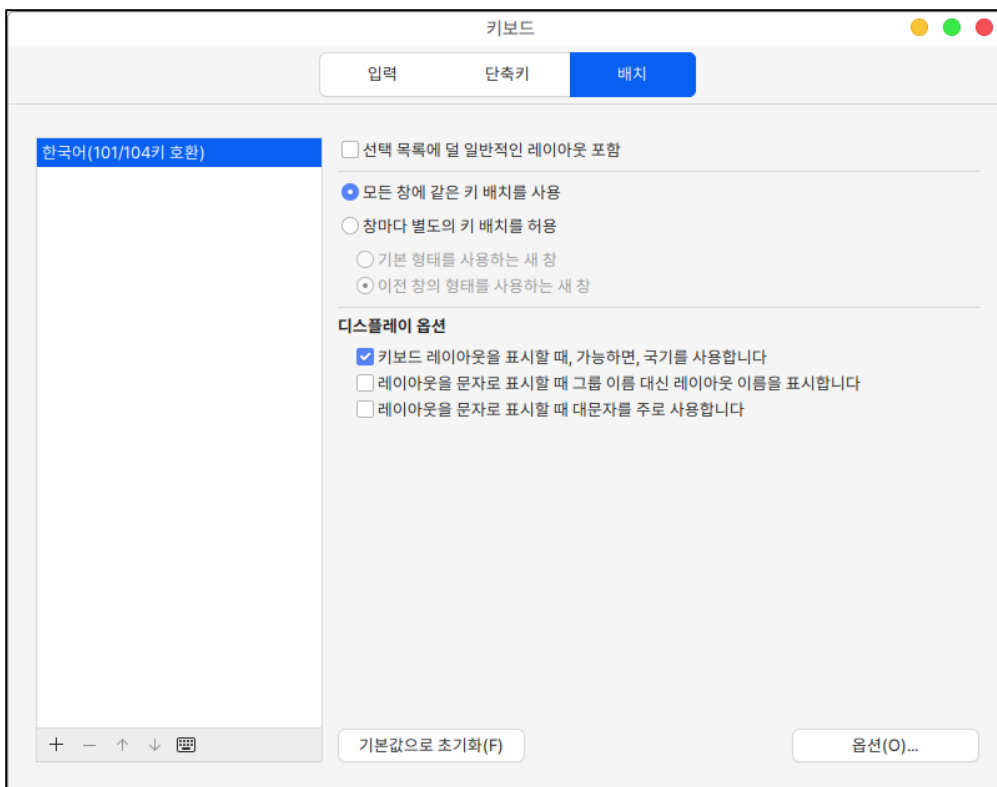 키보드
입력 단축키 배치
한국어(101/104키 호환)
선택 목록에 덜 일반적인 레이아웃 포함
모든 창에 같은 키 배치를 사용
창마다 별도의 키 배치를 허용
기본 형태를 사용하는 새 창
이전 창의 형태를 사용하는 새 창
디스플레이 옵션
키보드 레이아웃을 표시할 때, 가능하면, 국기를 사용합니다
레이아웃을 문자로 표시할 때 그룹 이름 대신 레이아웃 이름을 표시합니다
레이아웃을 문자로 표시할 때 대문자를 주로 사용합니다
기본값으로 초기화(F)
옵션(O)...